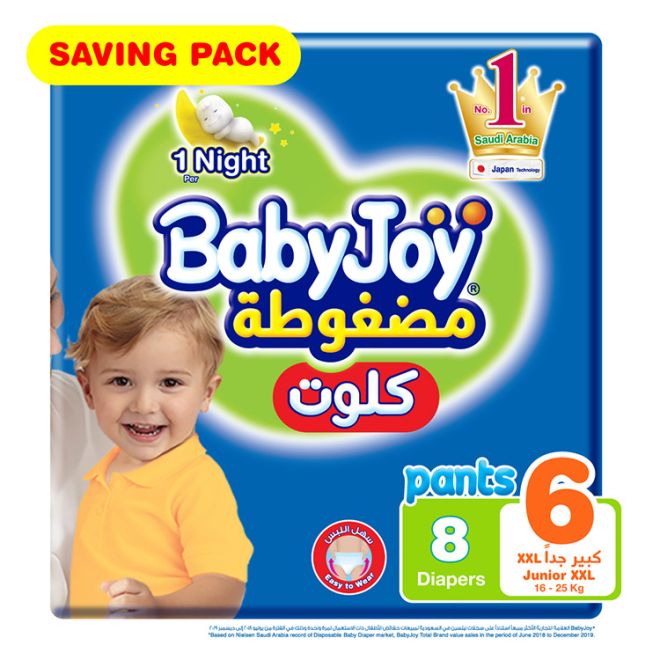 SAVING PACK
No. 1 in
Saudi Arabia
Japan Technology
1 Night
Per
BabyJoy®
مضغوطة
كلوت
pants 6
8
Diapers
كبير جداً XXL
Junior XXL
16 - 25 Kg
سهل اللبس
Easy to Wear
*Based on Nielsen Saudi Arabia record of Disposable Baby Diaper market, BabyJoy Total Brand value sales in the period of June 2018 to December 2019.